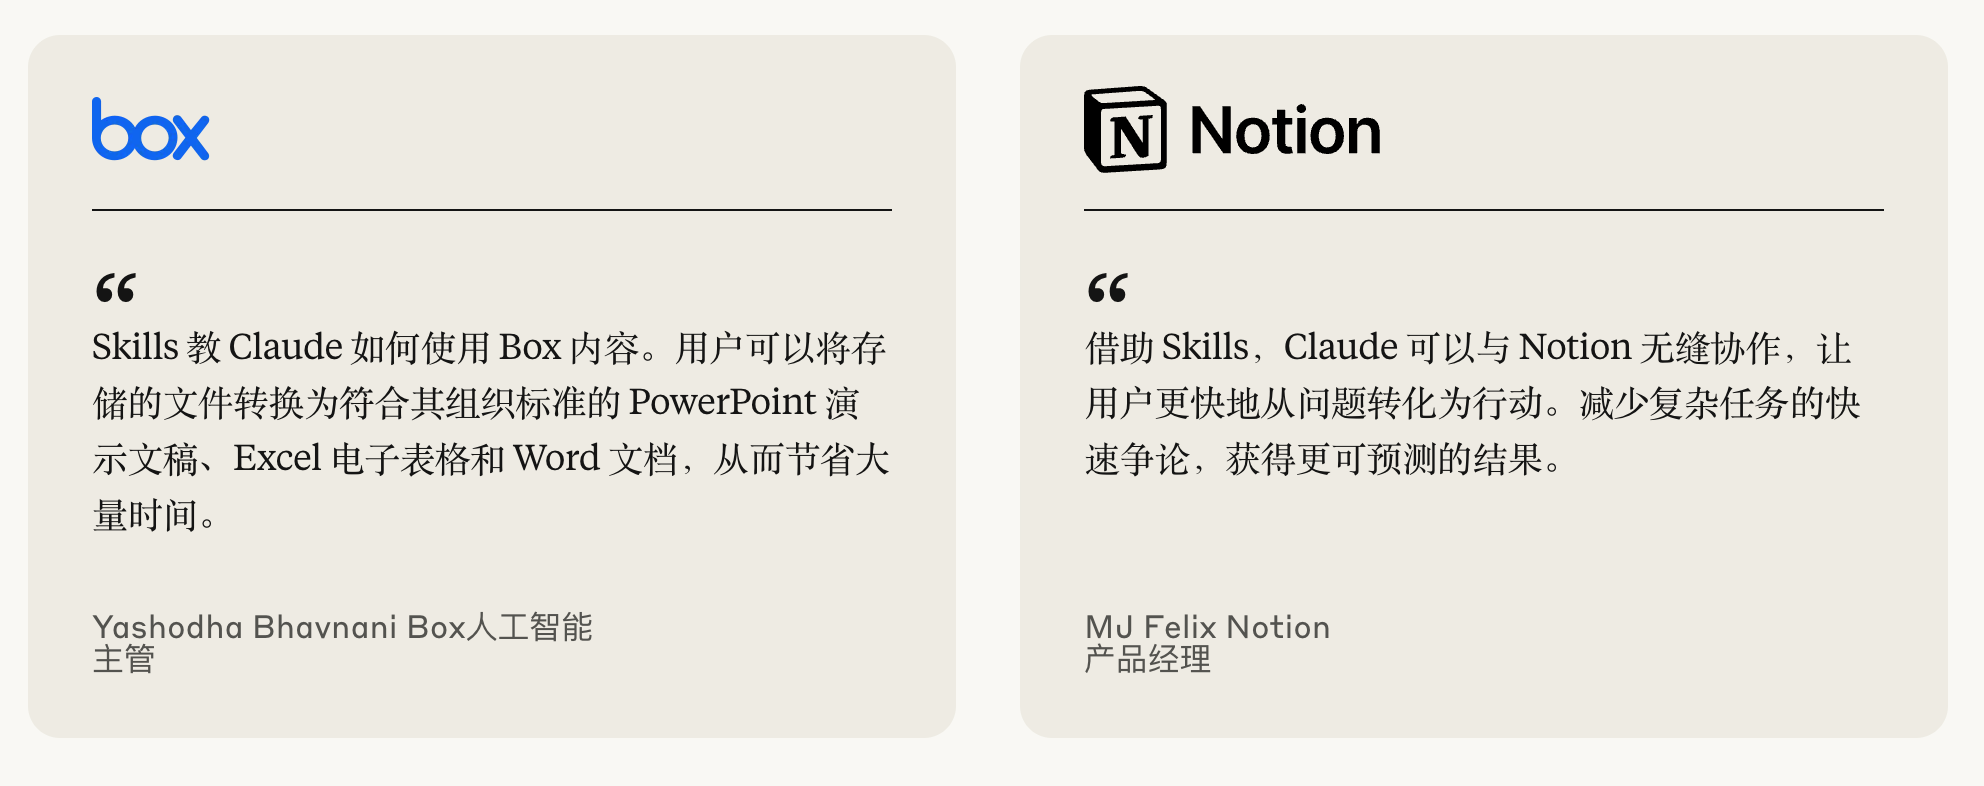 box
“
Skills 教 Claude 如何使用 Box 内容。用户可以将存
储的文件转换为符合其组织标准的 PowerPoint 演
示文稿、Excel 电子表格和 Word 文档，从而节省大
量时间。
Yashodha Bhavnani Box人工智能
主管
N Notion
“
借助 Skills，Claude 可以与 Notion 无缝协作，让
用户更快地从问题转化为行动。减少复杂任务的快
速争论，获得更可预测的结果。
MJ Felix Notion
产品经理